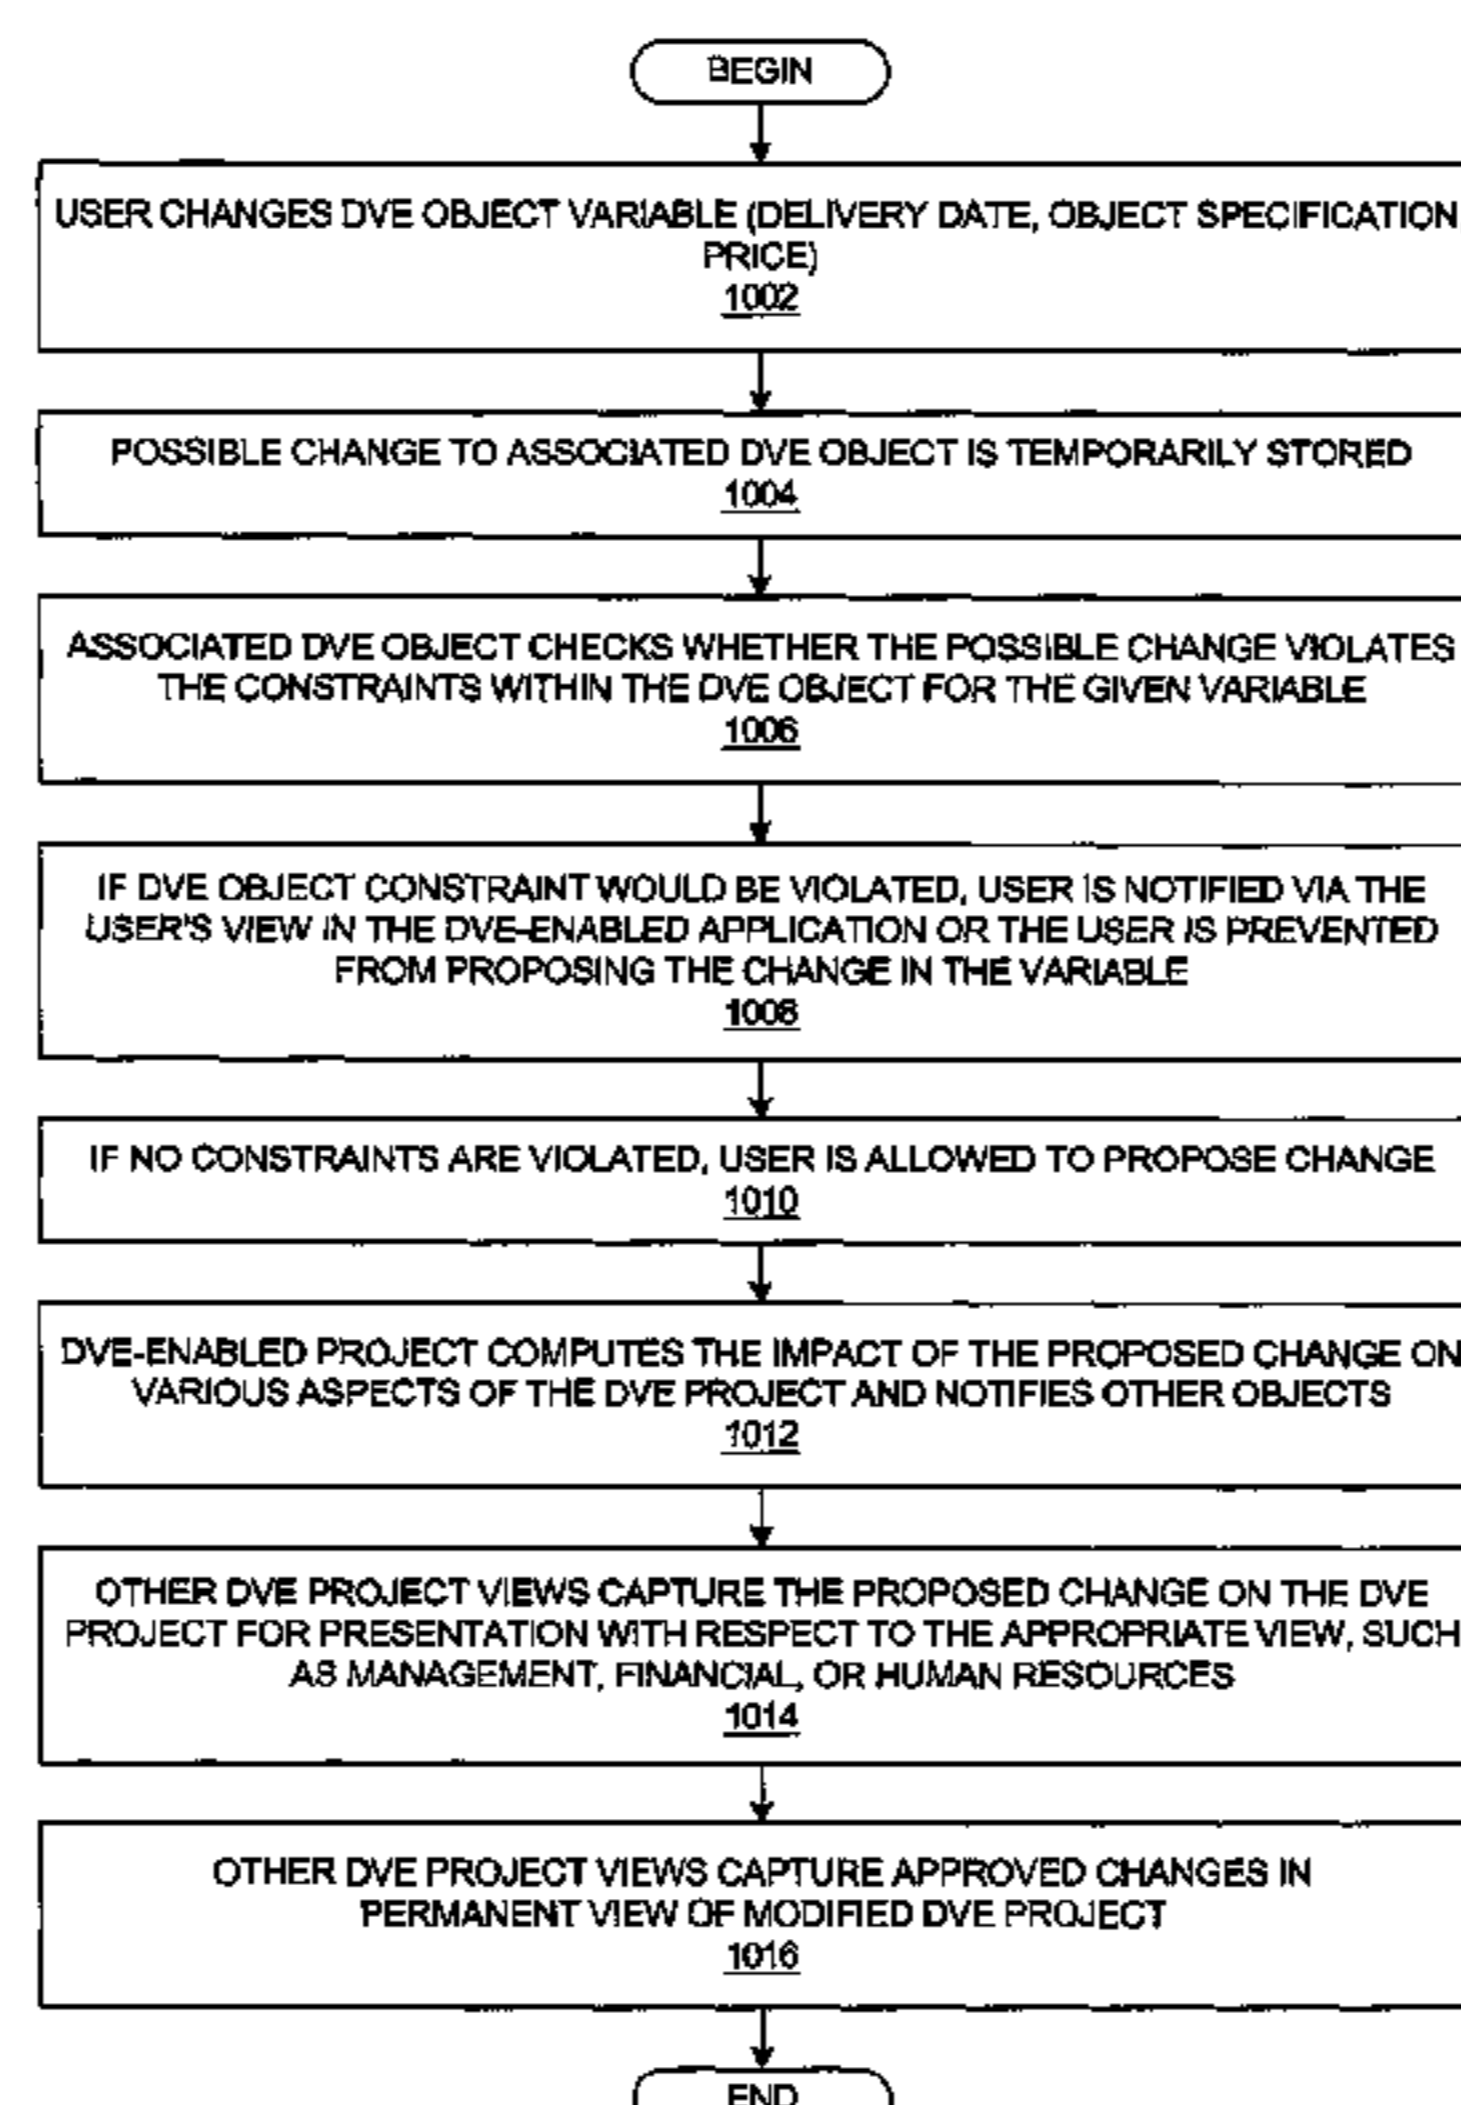 BEGIN
USER CHANGES DVE OBJECT VARIABLE (DELIVERY DATE, OBJECT SPECIFICATION,
PRICE)
1002
POSSIBLE CHANGE TO ASSOCIATED DVE OBJECT IS TEMPORARILY STORED
1004
ASSOCIATED DVE OBJECT CHECKS WHETHER THE POSSIBLE CHANGE VIOLATES
THE CONSTRAINTS WITHIN THE DVE OBJECT FOR THE GIVEN VARIABLE
1006
IF DVE OBJECT CONSTRAINT WOULD BE VIOLATED, USER IS NOTIFIED VIA THE
USER'S VIEW IN THE DVE-ENABLED APPLICATION OR THE USER IS PREVENTED
FROM PROPOSING THE CHANGE IN THE VARIABLE
1008
IF NO CONSTRAINTS ARE VIOLATED, USER IS ALLOWED TO PROPOSE CHANGE
1010
DVE-ENABLED PROJECT COMPUTES THE IMPACT OF THE PROPOSED CHANGE ON
VARIOUS ASPECTS OF THE DVE PROJECT AND NOTIFIES OTHER OBJECTS
1012
OTHER DVE PROJECT VIEWS CAPTURE THE PROPOSED CHANGE ON THE DVE
PROJECT FOR PRESENTATION WITH RESPECT TO THE APPROPRIATE VIEW, SUCH
AS MANAGEMENT, FINANCIAL, OR HUMAN RESOURCES
1014
OTHER DVE PROJECT VIEWS CAPTURE APPROVED CHANGES IN
PERMANENT VIEW OF MODIFIED DVE PROJECT
1016
END